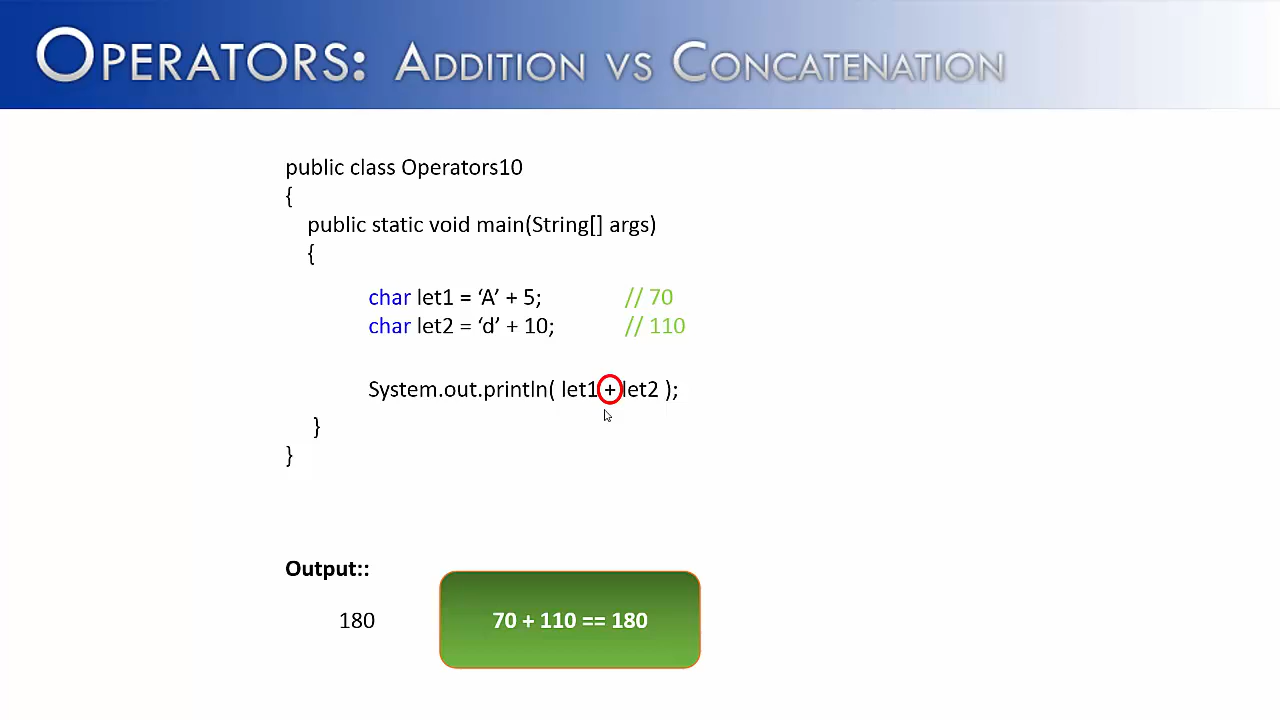 OPERATORS: ADDITION VS CONCATENATION
public class Operators10
{
public static void main(String[] args)
{
char let1 = ‘A’ + 5; // 70
char let2 = ‘d’ + 10; // 110
System.out.println( let1 + let2 );
}
}
Output::
180
70 + 110 == 180